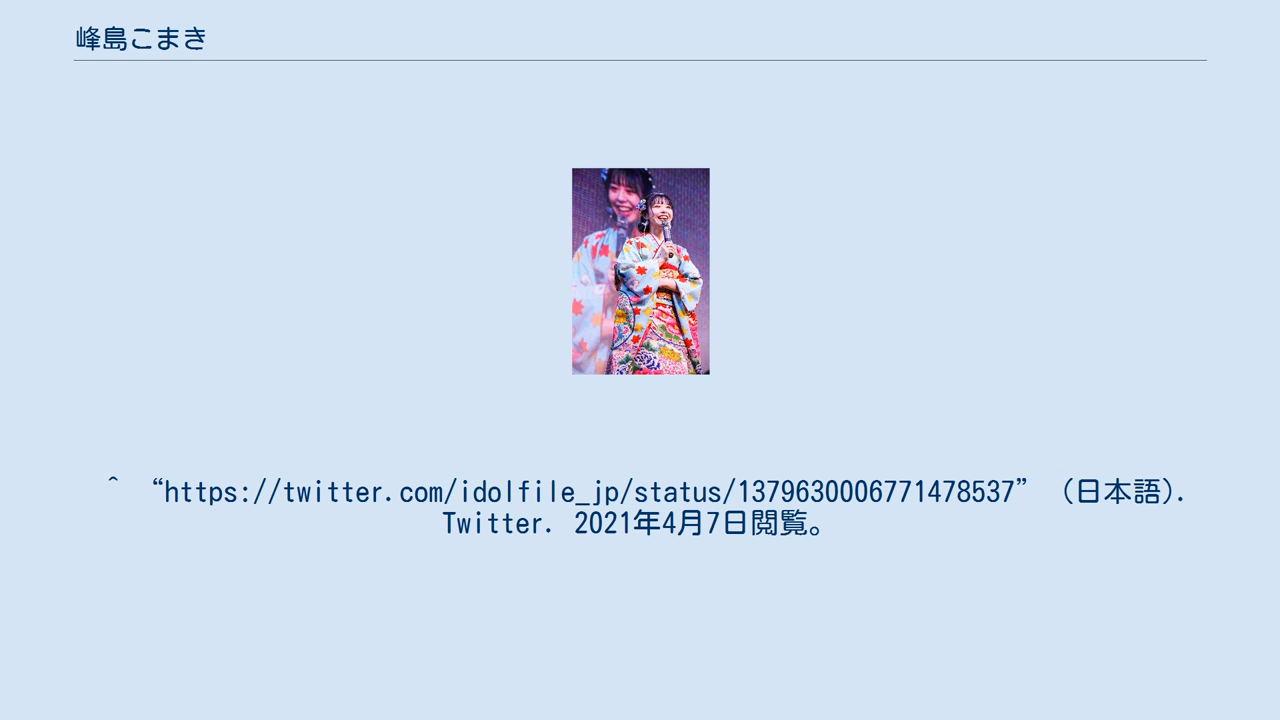 峰島こまき
^ “https://twitter.com/idolfile_jp/status/1379630006771478537” (日本語).
Twitter. 2021年4月7日閲覧。